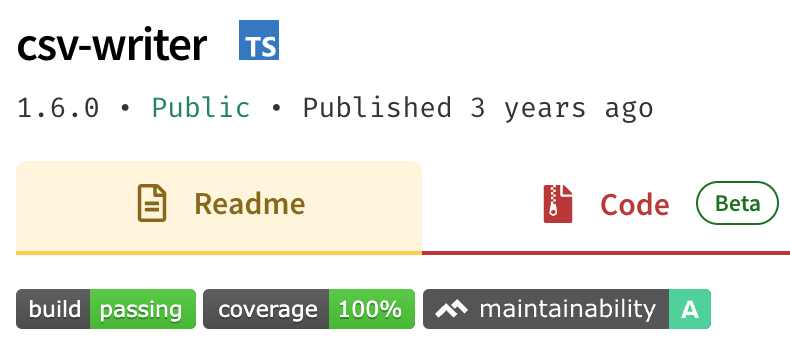 csv-writer TS
1.6.0 • Public • Published 3 years ago
Readme Code Beta
build passing coverage 100% maintainability A